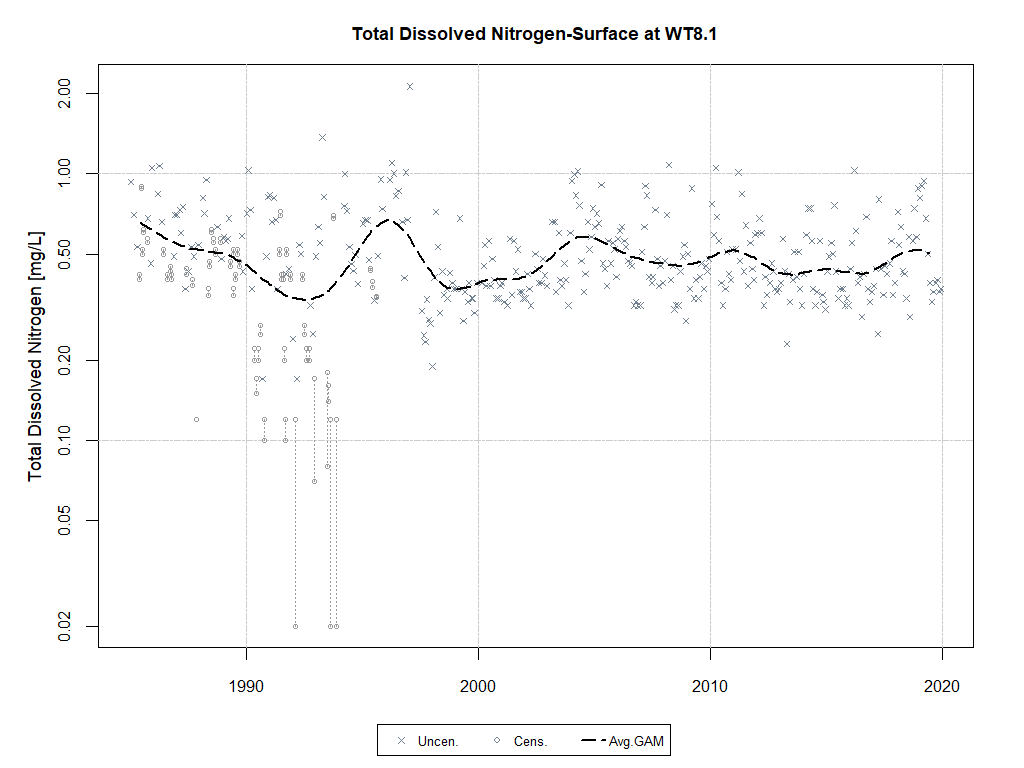 Total Dissolved Nitrogen-Surface at WT8.1
Total Dissolved Nitrogen [mg/L]
2.00
1.00
0.50
0.20
0.10
0.05
0.02
1990 2000 2010 2020
Uncen. Cens. Avg.GAM